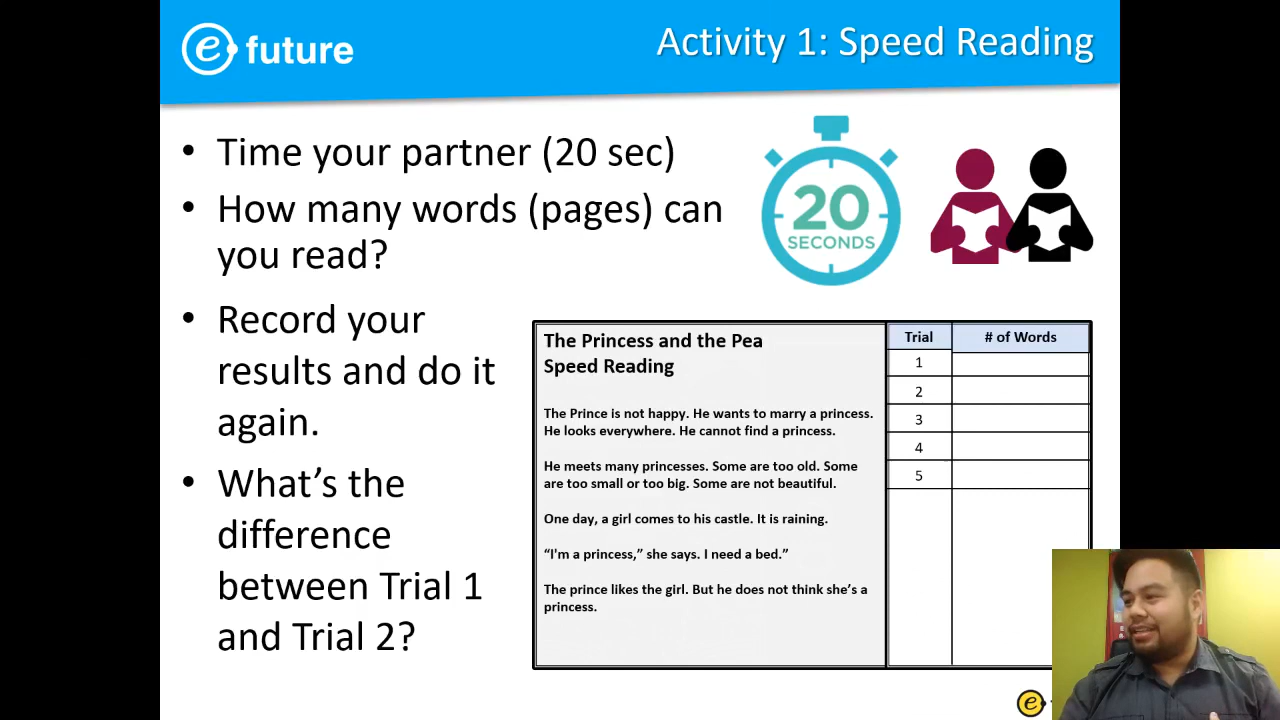 e future
Activity 1: Speed Reading
• Time your partner (20 sec)
• How many words (pages) can
you read?
• Record your
results and do it
again.
• What's the
difference
between Trial 1
and Trial 2?
20
SECONDS
The Princess and the Pea
Speed Reading
The Prince is not happy. He wants to marry a princess.
He looks everywhere. He cannot find a princess.
He meets many princesses. Some are too old. Some
are too small or too big. Some are not beautiful.
One day, a girl comes to his castle. It is raining.
“I'm a princess,” she says. I need a bed.”
The prince likes the girl. But he does not think she’s a
princess.
Trial # of Words
1
2
3
4
5
e